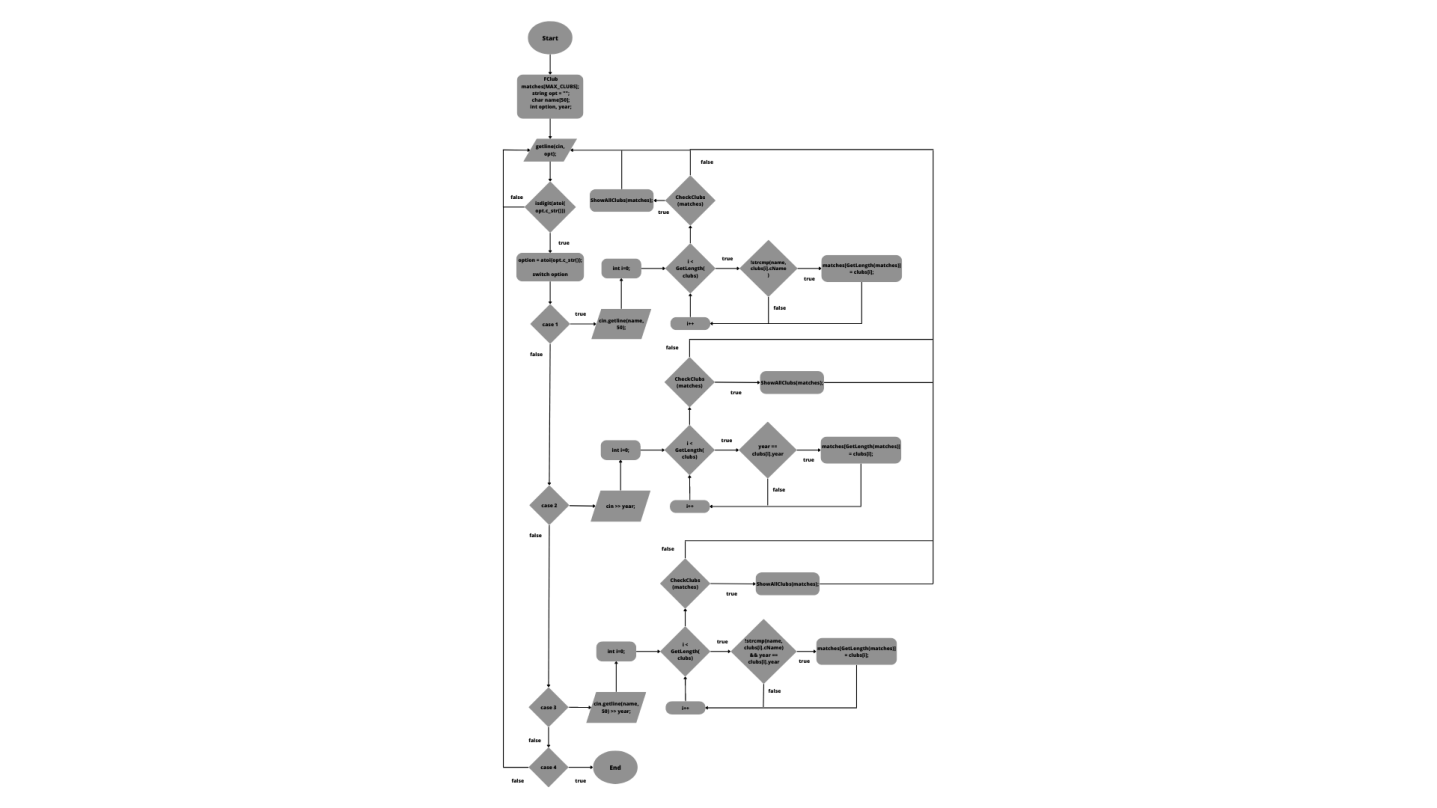 Start
FClub
matches[MAX_CLUBS];
string opt = "";
char name[50];
int option, year;
getline(cin,
opt);
false
isdigit(atoi(
opt.c_str()))
true
ShowAllClubs(matches);
true
CheckClubs
(matches)
false
option = atoi(opt.c_str());
switch option
case 1
true
false
cin.getline(name,
50);
int i=0;
i <
GetLength(
clubs)
true
!strcmp(name,
clubs[i].cName
)
true
false
matches[GetLength(matches)]
= clubs[i];
i++
false
CheckClubs
(matches)
true
ShowAllClubs(matches);
int i=0;
i <
GetLength(
clubs)
true
year ==
clubs[i].year
true
false
matches[GetLength(matches)]
= clubs[i];
i++
case 2
false
cin >> year;
false
CheckClubs
(matches)
true
ShowAllClubs(matches);
int i=0;
i <
GetLength(
clubs)
true
!strcmp(name,
clubs[i].cName)
&& year ==
clubs[i].year
true
false
matches[GetLength(matches)]
= clubs[i];
i++
case 3
false
cin.getline(name,
50) >> year;
case 4
false
true
End